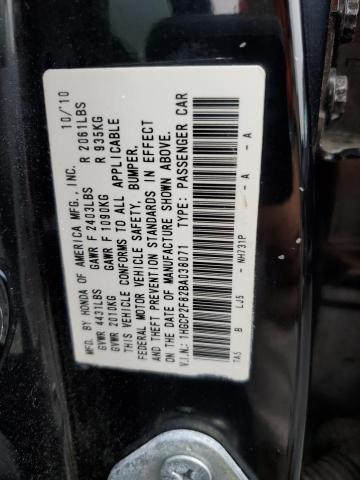 MFD. BY HONDA OF AMERICA MFG., INC. 10/10
GVWR 4431LBS GAWR F 2403LBS R 2061LBS
GVWR 2010KG GAWR F 1090KG R 935KG
THIS VEHICLE CONFORMS TO ALL APPLICABLE
FEDERAL MOTOR VEHICLE SAFETY, BUMPER,
AND THEFT PREVENTION STANDARDS IN EFFECT
ON THE DATE OF MANUFACTURE SHOWN ABOVE.
V.I.N.: 1HGCP2F82BA038071 TYPE: PASSENGER CAR
TA5 B LJ5 - NH731P - A - A - A